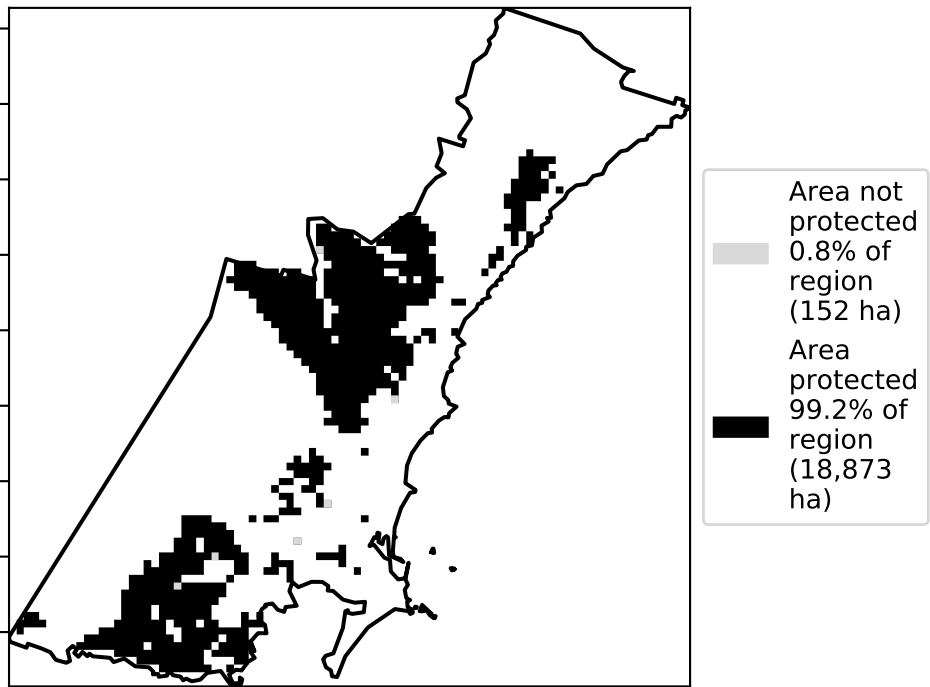 Area not
protected
0.8% of
region
(152 ha)
Area
protected
99.2% of
region
(18,873
ha)